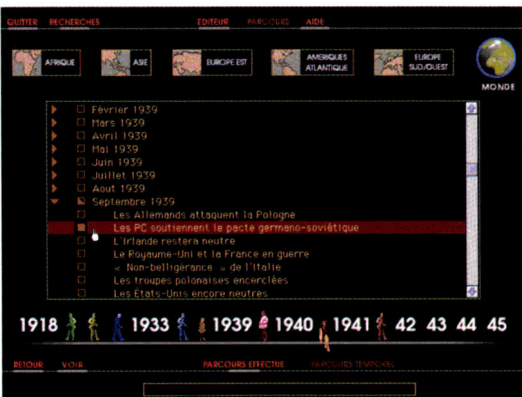 QUITTER RECHERCHES EDITEUR PARCOURS AIDE
AFRIQUE ASIE EUROPE EST AMERIQUES ATLANTIQUE EUROPE SUD/OUEST
MONDE
Février 1939
Mars 1939
Avril 1939
Mai 1939
Juin 1939
Juillet 1939
Aout 1939
Septembre 1939
Les Allemands attaquent la Pologne
Les PC soutiennent le pacte germano-soviétique
L'Irlande restera neutre
Le Royaume-Uni et la France en guerre
« Non-belligérance » de l'Italie
Les troupes polonaises encerclées
Les États-Unis encore neutres
1918 1933 1939 1940 1941 42 43 44 45
RETOUR VOIR PARCOURS EFFECTUE PARCOURS TEMPOREL